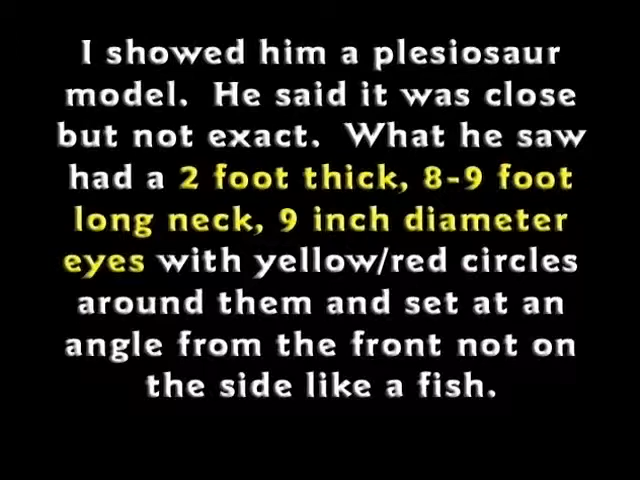 I showed him a plesiosaur
model.  He said it was close
but not exact.  What he saw
had a 2 foot thick, 8-9 foot
long neck, 9 inch diameter
eyes with yellow/red circles
around them and set at an
angle from the front not on
the side like a fish.